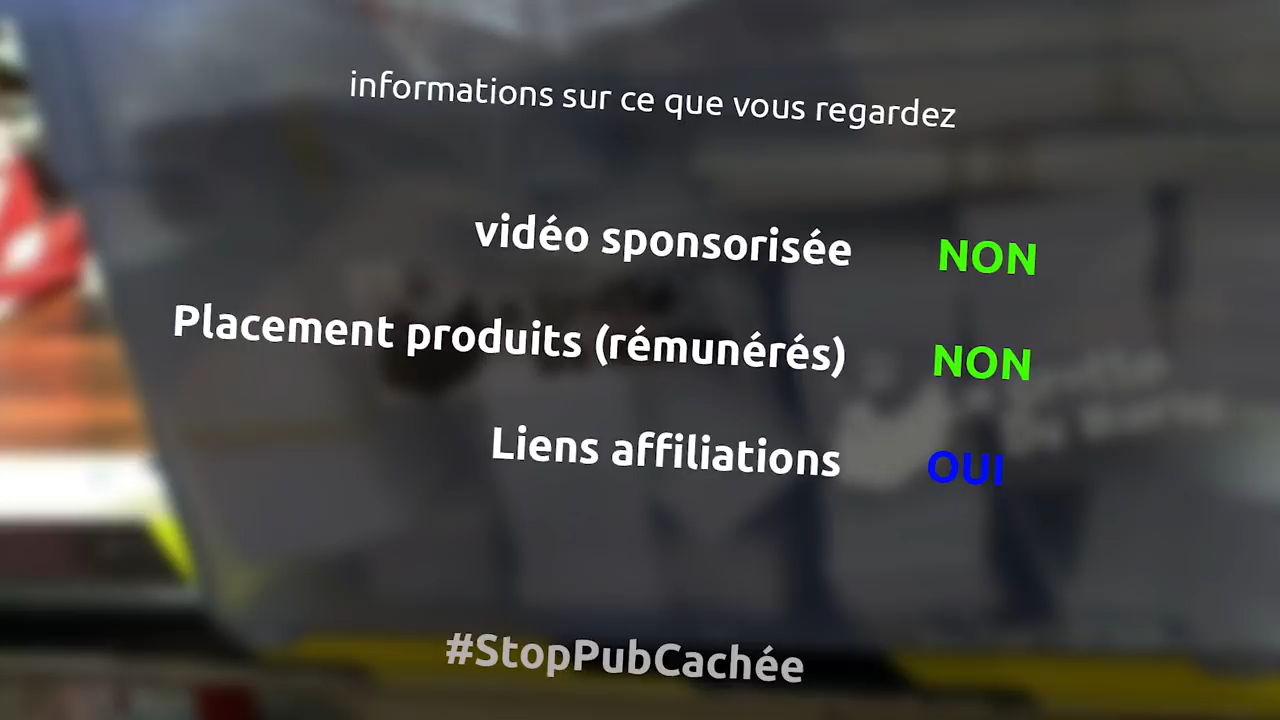 informations sur ce que vous regardez
vidéo sponsorisée NON
Placement produits (rémunérés) NON
Liens affiliations OUI
#StopPubCachée